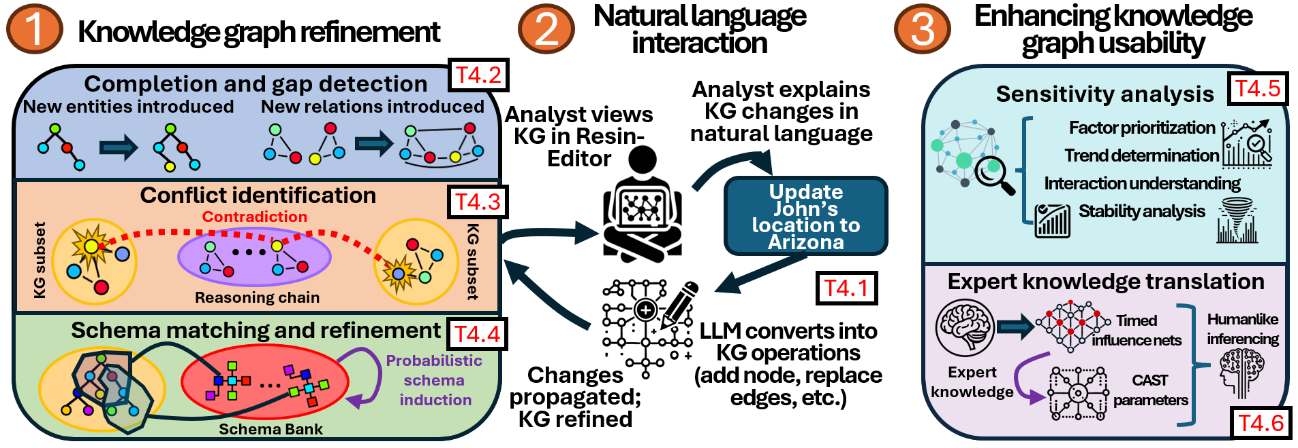 1
Knowledge graph refinement
Completion and gap detection
T4.2
New entities introduced
New relations introduced
Conflict identification
T4.3
Contradiction
KG subset
KG subset
Reasoning chain
Schema matching and refinement
T4.4
Probabilistic
schema
induction
Schema Bank
2
Natural language
interaction
Analyst views
KG in Resin-
Editor
Analyst explains
KG changes in
natural language
Update
John's
location to
Arizona
T4.1
LLM converts into
KG operations
(add node, replace
edges, etc.)
Changes
propagated;
KG refined
3
Enhancing knowledge
graph usability
T4.5
Sensitivity analysis
Factor prioritization
Trend determination
Interaction understanding
Stability analysis
Expert knowledge translation
Timed
influence nets
Humanlike
inferencing
Expert
knowledge
CAST
parameters
T4.6